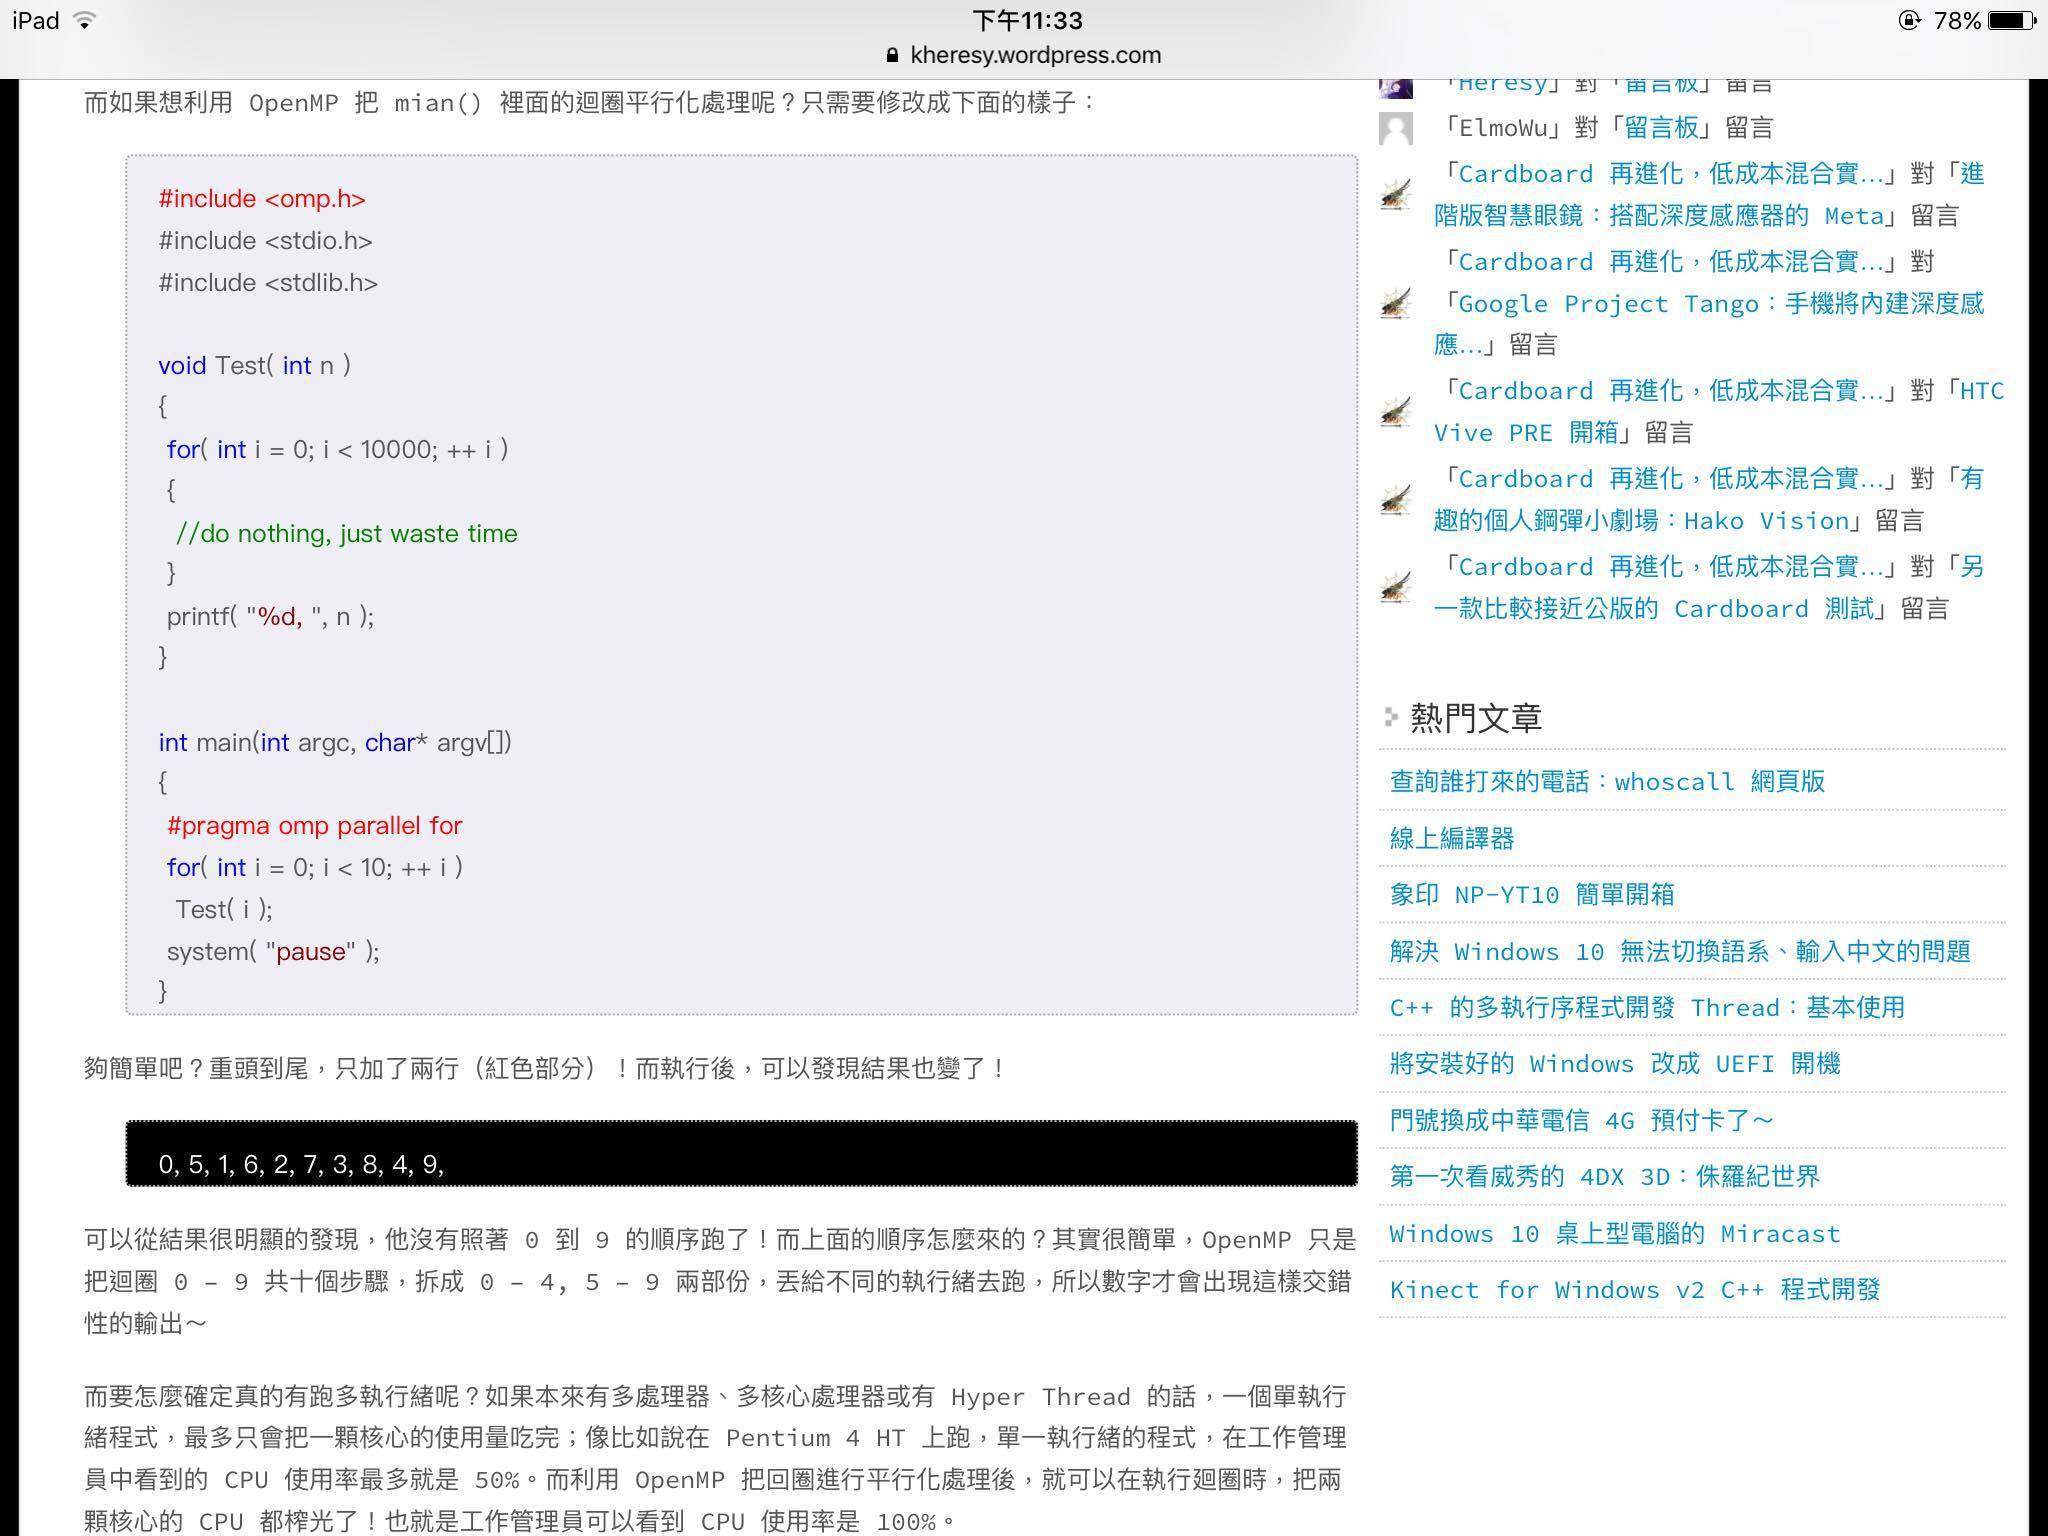 iPad
下午11:33
78%
kheresy.wordpress.com
而如果想利用 OpenMP 把 mian() 裡面的迴圈平行化處理呢？只需要修改成下面的樣子：
#include <omp.h>
#include <stdio.h>
#include <stdlib.h>
void Test( int n )
{
for( int i = 0; i < 10000; ++ i )
{
//do nothing, just waste time
}
printf( "%d, ", n );
}
int main(int argc, char* argv[])
{
#pragma omp parallel for
for( int i = 0; i < 10; ++ i )
Test( i );
system( "pause" );
}
夠簡單吧？重頭到尾，只加了兩行（紅色部分）！而執行後，可以發現結果也變了！
0, 5, 1, 6, 2, 7, 3, 8, 4, 9,
可以從結果很明顯的發現，他沒有照著 0 到 9 的順序跑了！而上面的順序怎麼來的？其實很簡單，OpenMP 只是
把迴圈 0 – 9 共十個步驟，拆成 0 – 4, 5 – 9 兩部份，丟給不同的執行緒去跑，所以數字才會出現這樣交錯
性的輸出～
而要怎麼確定真的有跑多執行緒呢？如果本來有多處理器、多核心處理器或有 Hyper Thread 的話，一個單執行
緒程式，最多只會把一顆核心的使用量吃完；像比如說在 Pentium 4 HT 上跑，單一執行緒的程式，在工作管理
員中看到的 CPU 使用率最多就是 50%。而利用 OpenMP 把回圈進行平行化處理後，就可以在執行迴圈時，把兩
顆核心的 CPU 都榨光了！也就是工作管理員可以看到 CPU 使用率是 100%。
「Heresy」對「留言板」留言
「ElmoWu」對「留言板」留言
「Cardboard 再進化，低成本混合實…」對「進
階版智慧眼鏡：搭配深度感應器的 Meta」留言
「Cardboard 再進化，低成本混合實…」對
「Google Project Tango：手機將內建深度感
應…」留言
「Cardboard 再進化，低成本混合實…」對「HTC
Vive PRE 開箱」留言
「Cardboard 再進化，低成本混合實…」對「有
趣的個人鋼彈小劇場：Hako Vision」留言
「Cardboard 再進化，低成本混合實…」對「另
一款比較接近公版的 Cardboard 測試」留言
熱門文章
查詢誰打來的電話：whoscall 網頁版
線上編譯器
象印 NP-YT10 簡單開箱
解決 Windows 10 無法切換語系、輸入中文的問題
C++ 的多執行序程式開發 Thread：基本使用
將安裝好的 Windows 改成 UEFI 開機
門號換成中華電信 4G 預付卡了～
第一次看威秀的 4DX 3D：侏羅紀世界
Windows 10 桌上型電腦的 Miracast
Kinect for Windows v2 C++ 程式開發